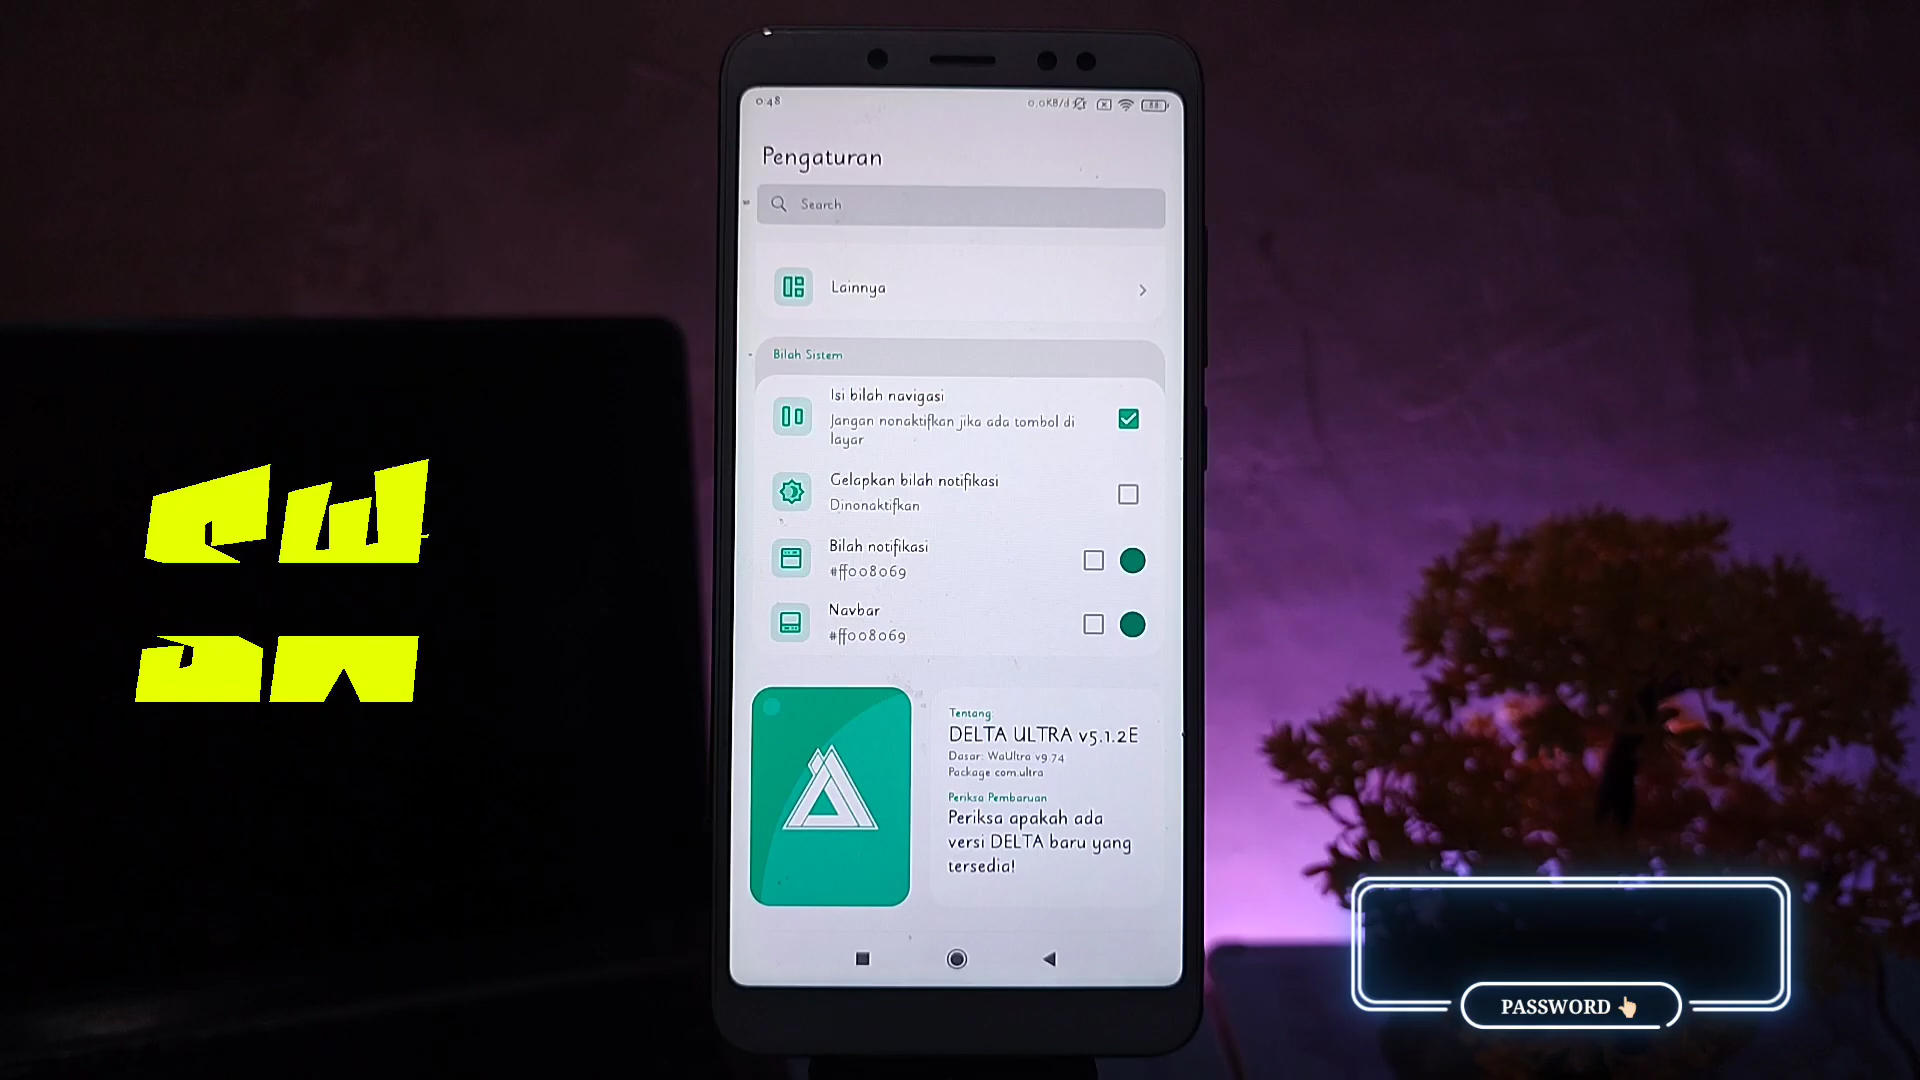 0:48
0.0KB/d
88
Pengaturan
Search
Lainnya
Bilah Sistem
Isi bilah navigasi
Jangan nonaktifkan jika ada tombol di
layar
Gelapkan bilah notifikasi
Dinonaktifkan
Bilah notifikasi
#ff008069
Navbar
#ff008069
Tentang
DELTA ULTRA v5.1.2E
Dasar: WaUltra v9.74
Package com.ultra
Periksa Pembaruan
Periksa apakah ada
versi DELTA baru yang
tersedia!
PASSWORD 👆🏻